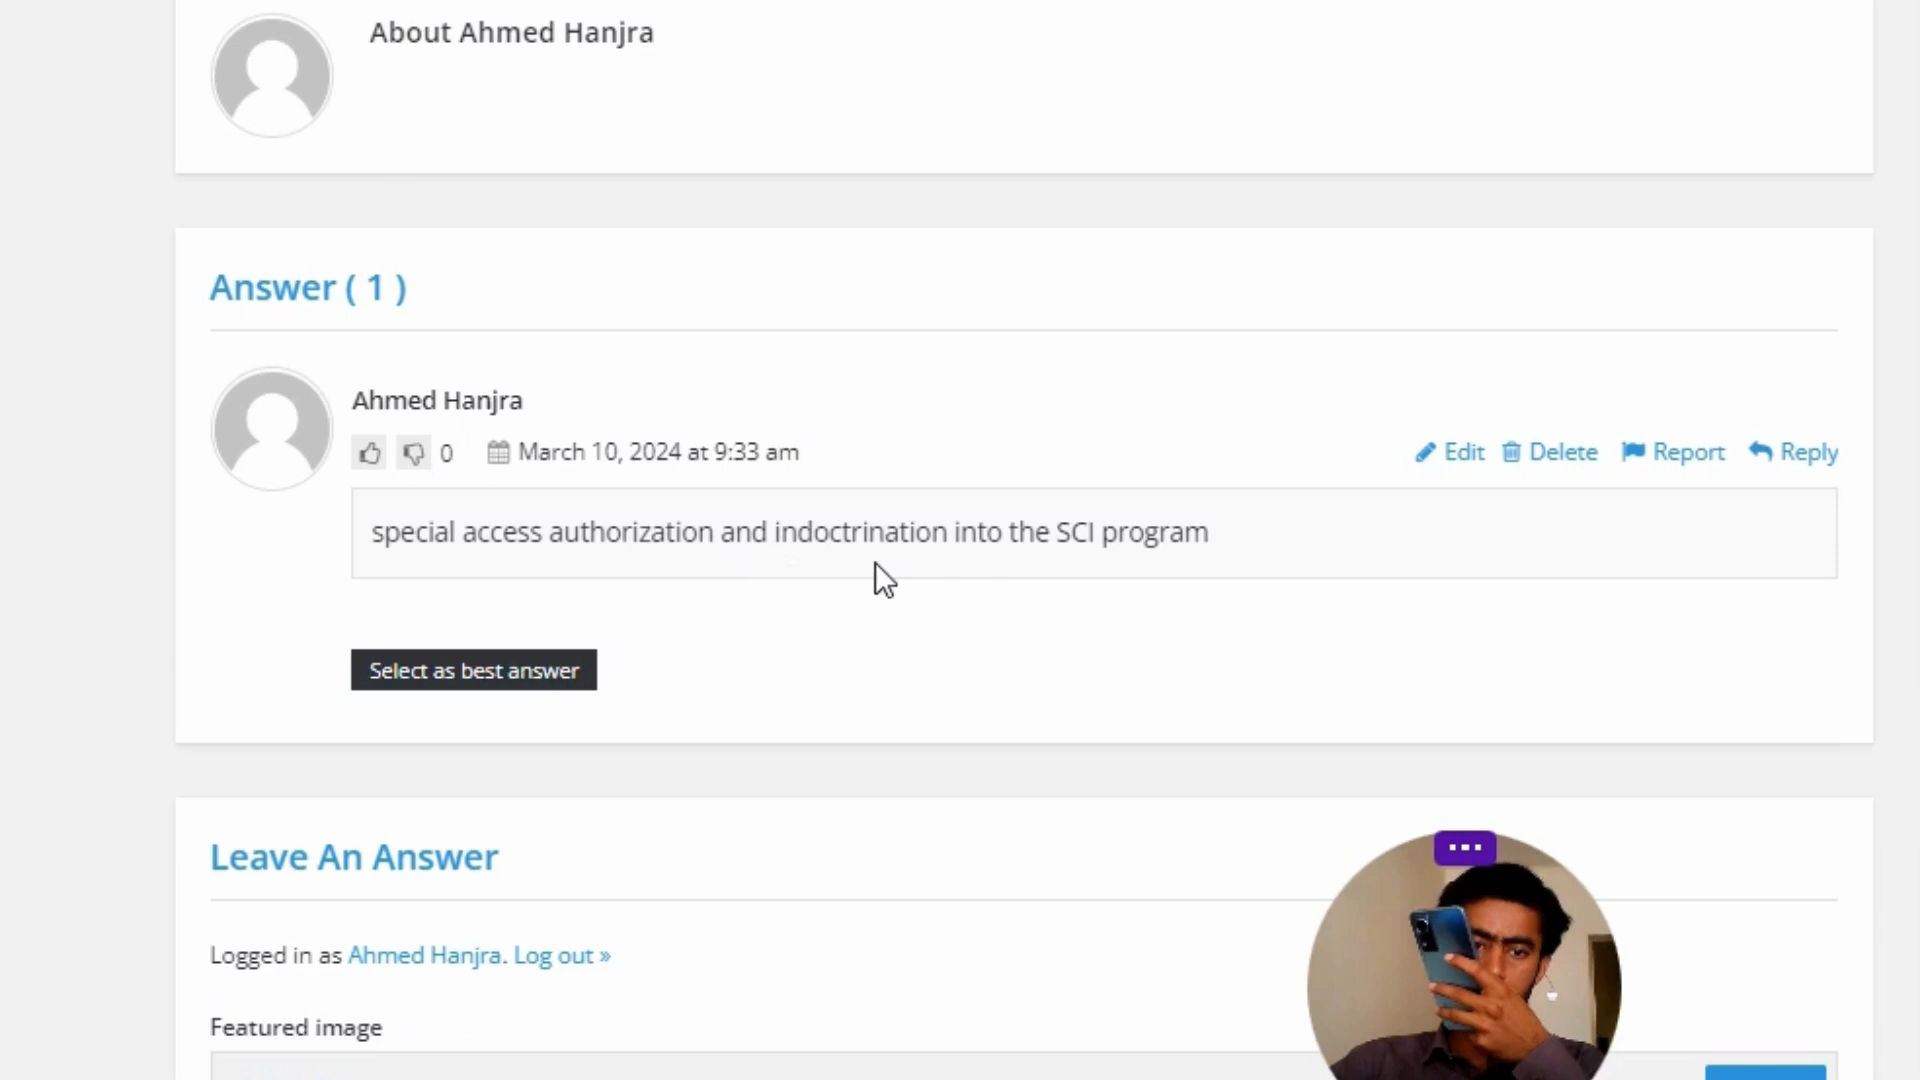 About Ahmed Hanjra
Answer ( 1 )
Ahmed Hanjra
0 March 10, 2024 at 9:33 am Edit Delete Report Reply
special access authorization and indoctrination into the SCI program
Select as best answer
Leave An Answer
Logged in as Ahmed Hanjra. Log out »
Featured image